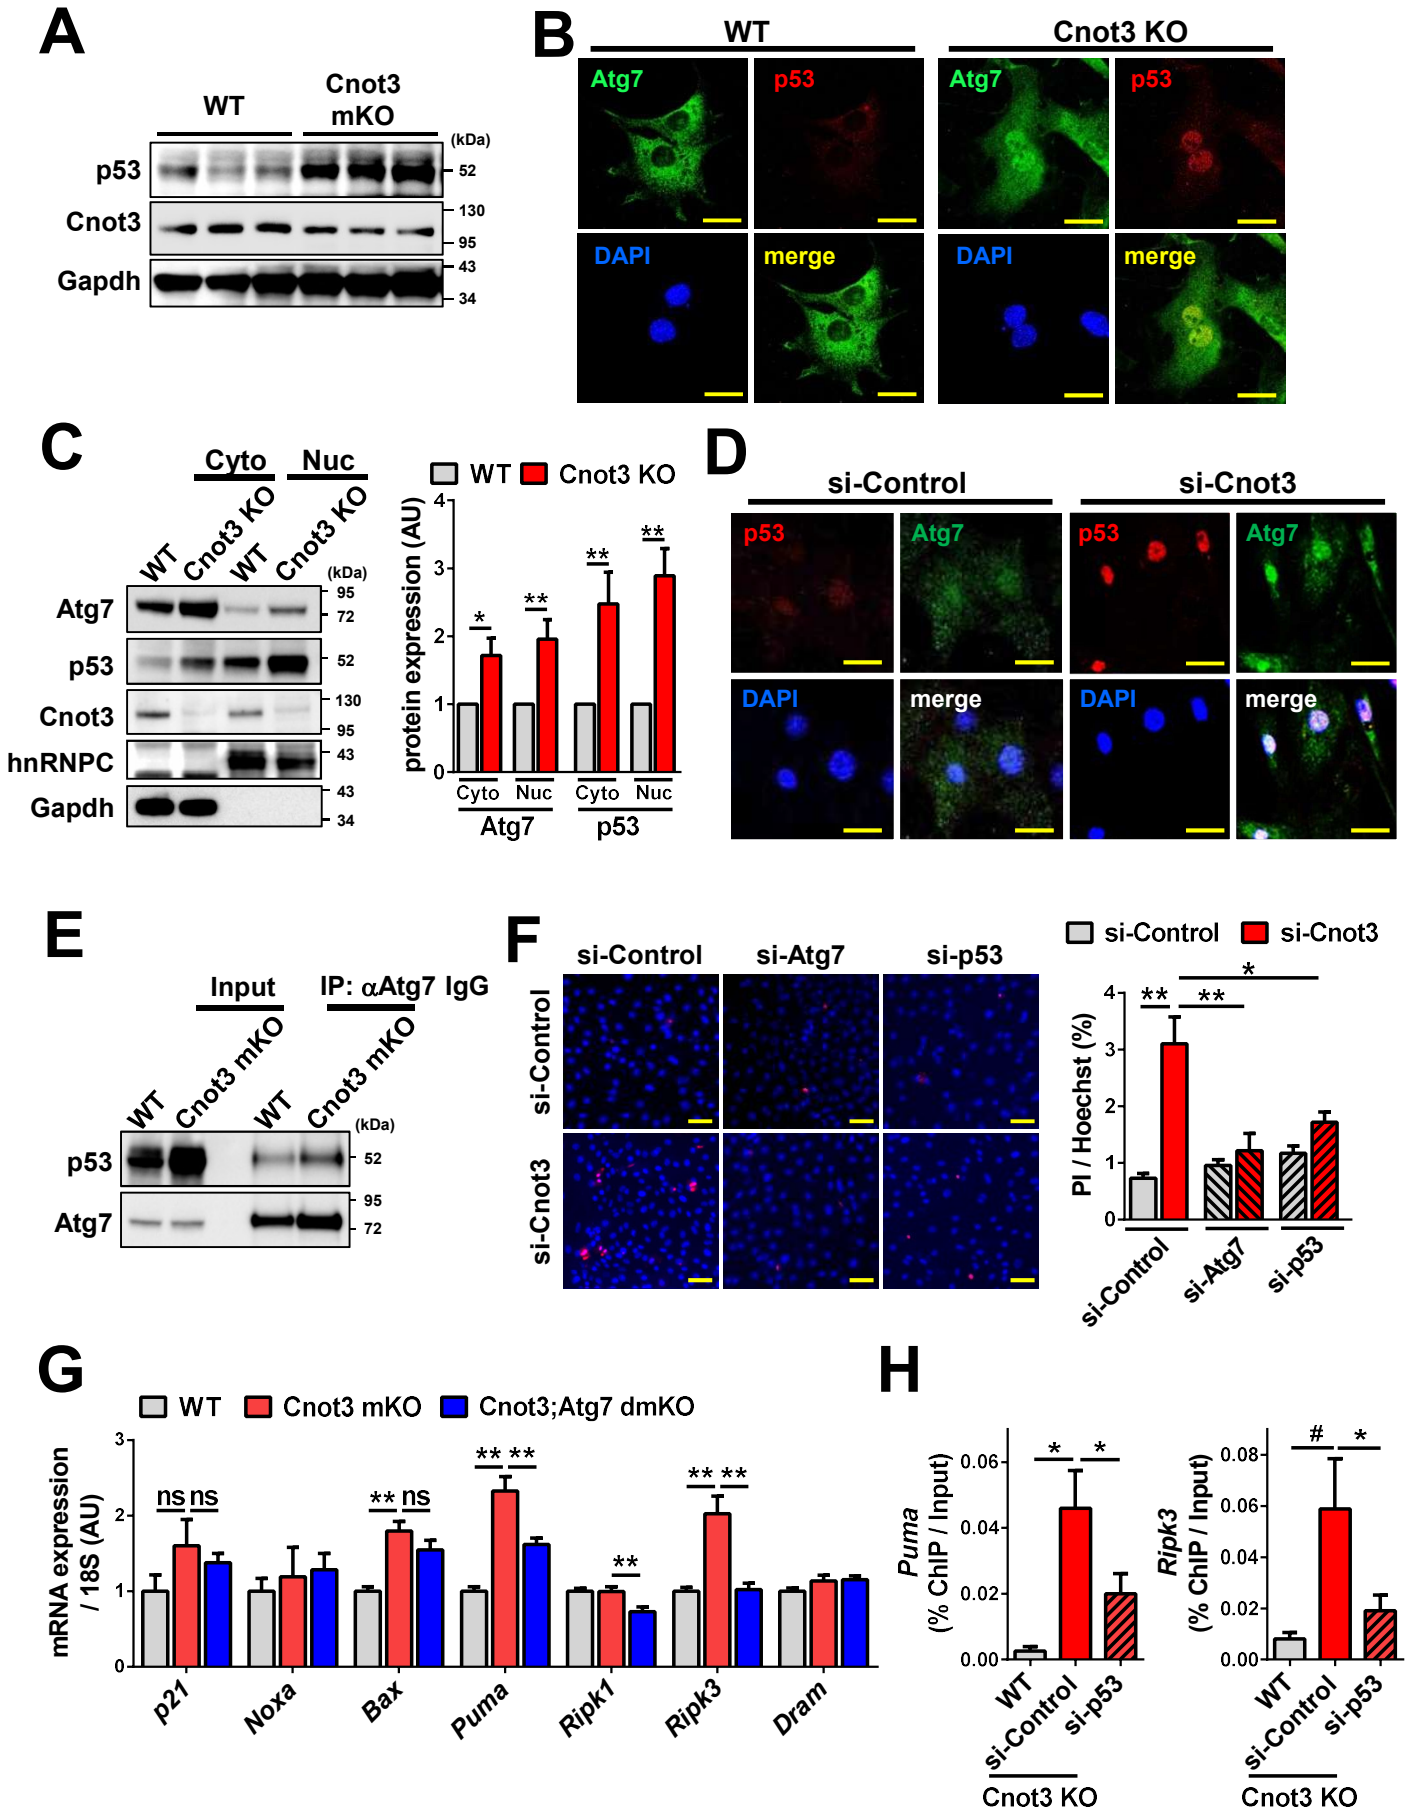 A
WT
Cnot3
mKO
(kDa)
p53
52
Cnot3
130
95
Gapdh
43
34
B
WT
Cnot3 KO
Atg7
p53
Atg7
p53
DAPI
merge
DAPI
merge
C
Cyto
Nuc
WT
Cnot3 KO
WT
Cnot3 KO
(kDa)
Atg7
95
72
p53
52
Cnot3
130
95
hnRNPC
43
Gapdh
43
34
WT
Cnot3 KO
protein expression (AU)
4
3
2
1
0
*
**
**
**
Cyto
Nuc
Cyto
Nuc
Atg7
p53
D
si-Control
si-Cnot3
p53
Atg7
p53
Atg7
DAPI
merge
DAPI
merge
E
Input
IP: αAtg7 IgG
WT
Cnot3 mKO
WT
Cnot3 mKO
(kDa)
p53
52
Atg7
95
72
F
si-Control
si-Atg7
si-p53
si-Control
si-Cnot3
si-Control
si-Cnot3
PI / Hoechst (%)
4
3
2
1
0
**
**
*
si-Control
si-Atg7
si-p53
G
WT
Cnot3 mKO
Cnot3;Atg7 dmKO
mRNA expression
/ 18S (AU)
3
2
1
0
ns
ns
**
ns
**
**
**
**
**
p21
Noxa
Bax
Puma
Ripk1
Ripk3
Dram
H
Puma
(% ChIP / Input)
0.06
0.04
0.02
0.00
*
*
WT
si-Control
si-p53
Cnot3 KO
Ripk3
(% ChIP / Input)
0.08
0.06
0.04
0.02
0.00
#
*
WT
si-Control
si-p53
Cnot3 KO